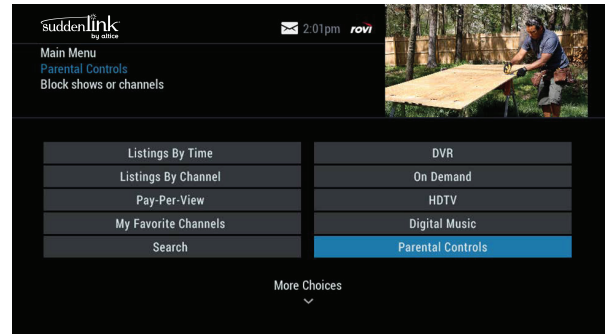 suddenlink
by altice
2:01pm rovi
Main Menu
Parental Controls
Block shows or channels
Listings By Time
DVR
Listings By Channel
On Demand
Pay-Per-View
HDTV
My Favorite Channels
Digital Music
Search
Parental Controls
More Choices